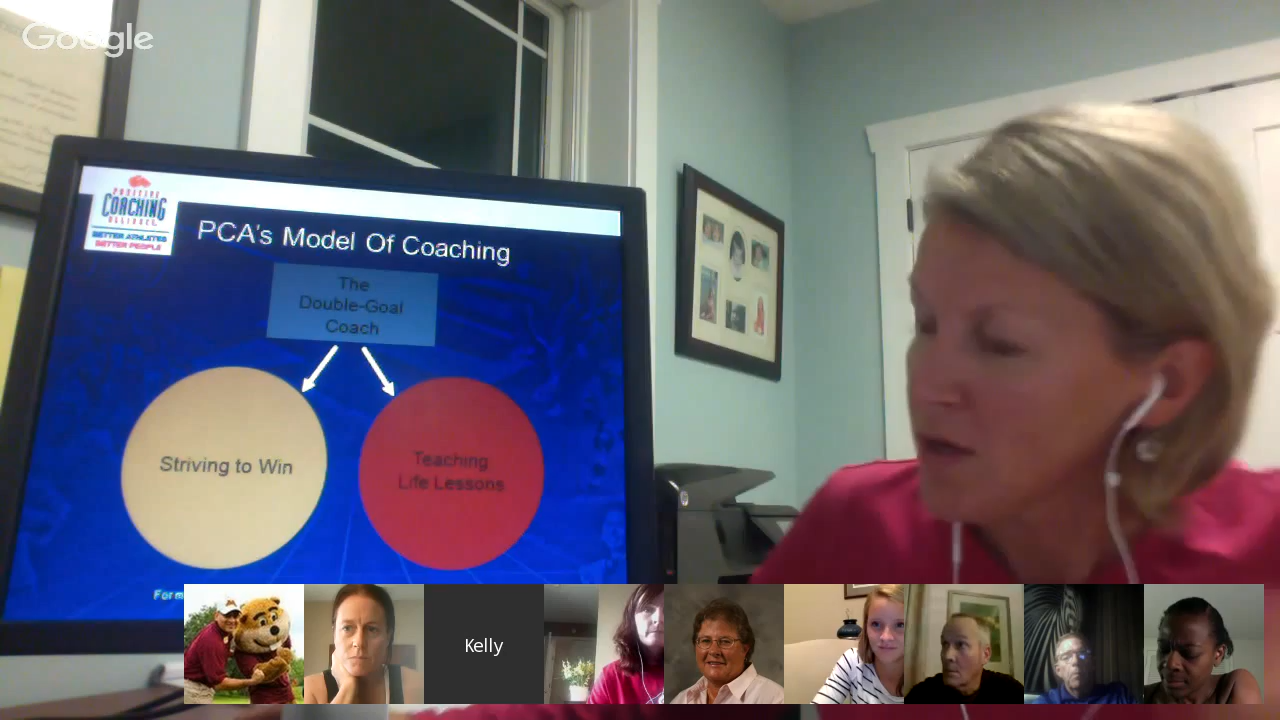 Google
POSITIVE
COACHING
ALLIANCE
BETTER ATHLETES
BETTER PEOPLE
PCA's Model Of Coaching
The
Double-Goal
Coach
Striving to Win
Teaching
Life Lessons
Kelly